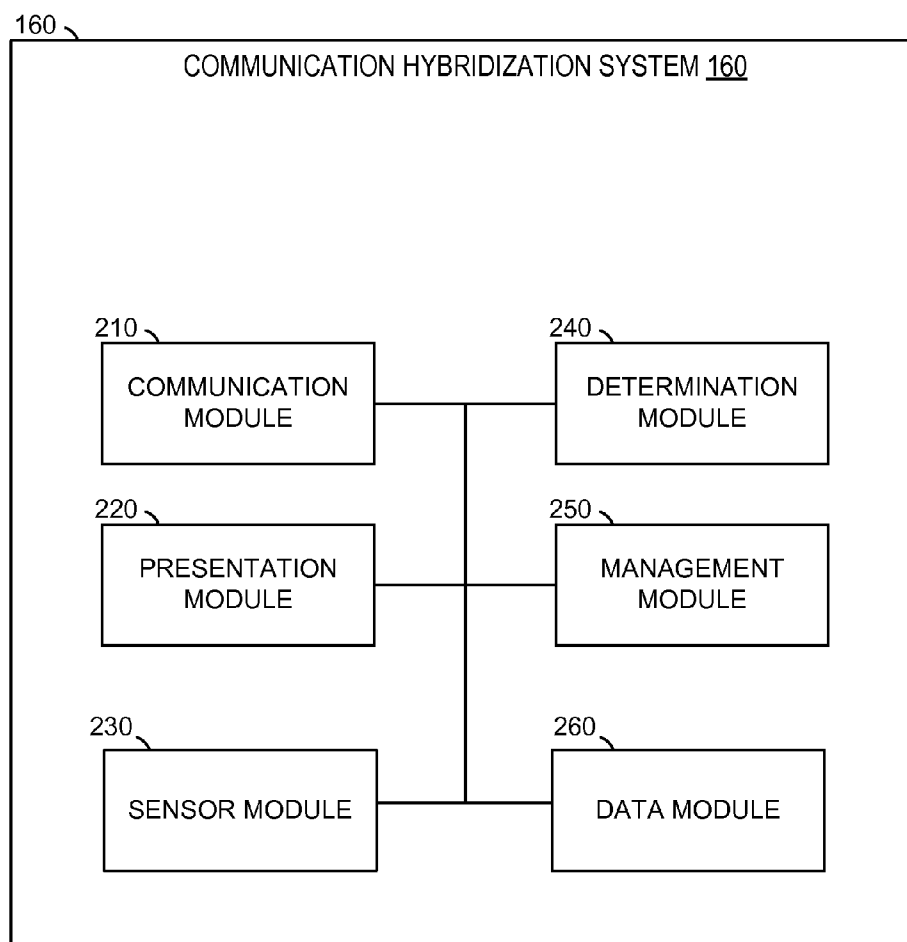 160
COMMUNICATION HYBRIDIZATION SYSTEM 160
210
COMMUNICATION
MODULE
240
DETERMINATION
MODULE
220
PRESENTATION
MODULE
250
MANAGEMENT
MODULE
230
SENSOR MODULE
260
DATA MODULE